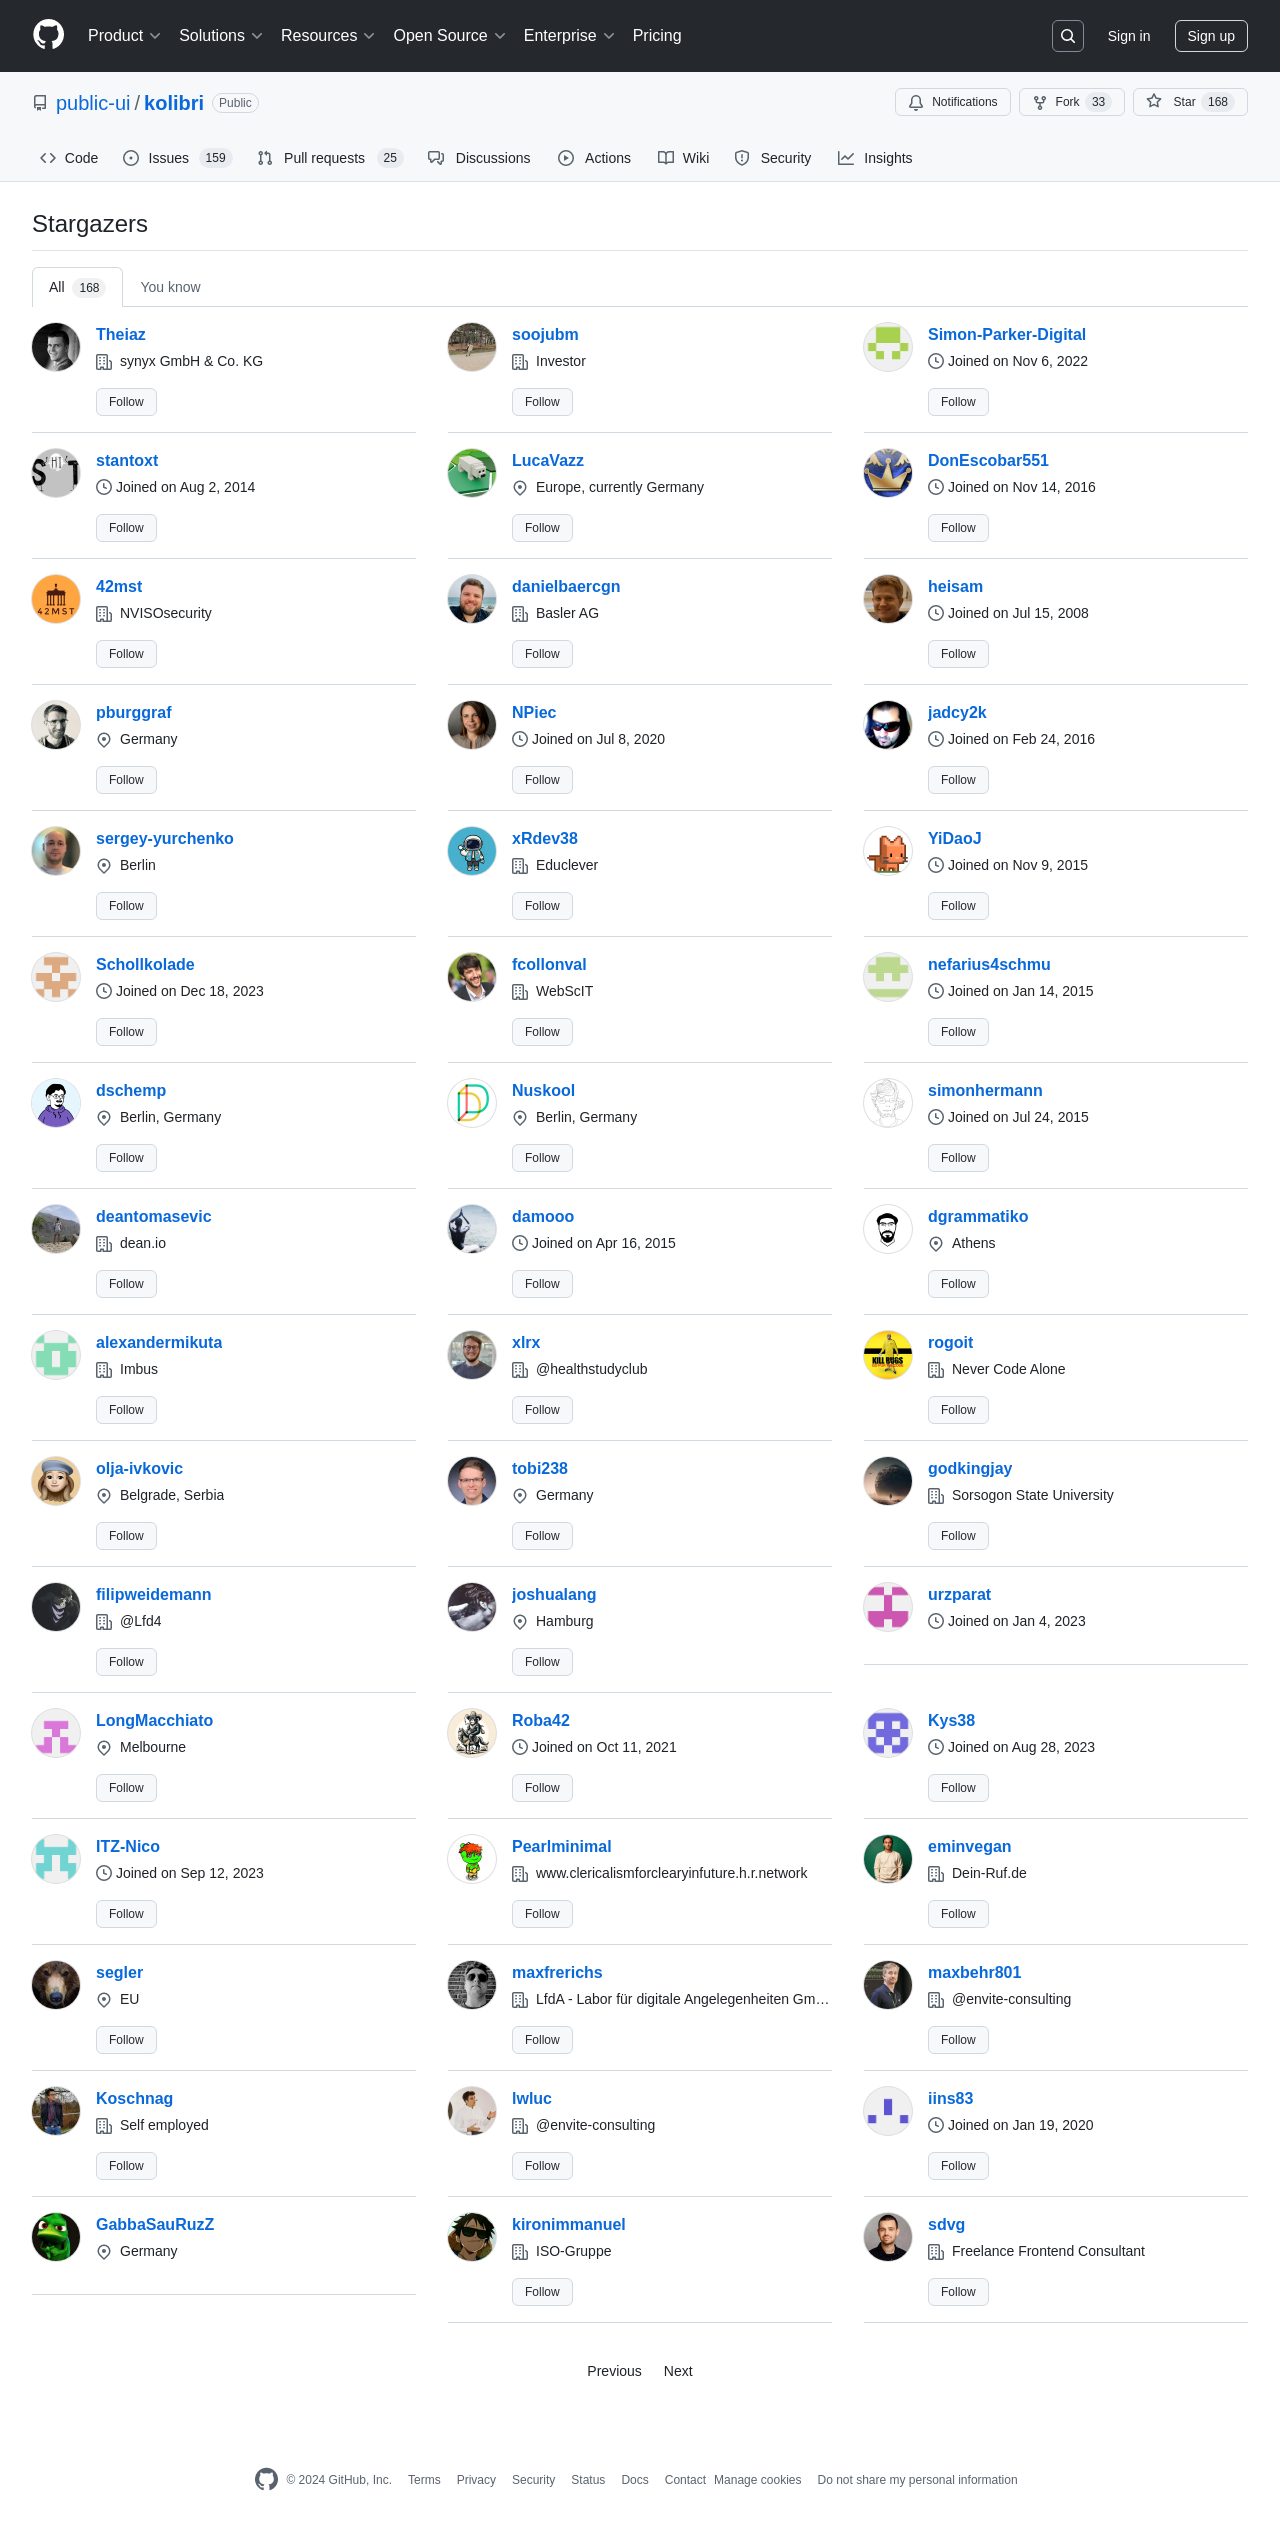 Product Solutions Resources Open Source Enterprise Pricing Sign in Sign up
public-ui / kolibri Public Notifications Fork 33 Star 168
Code Issues 159 Pull requests 25 Discussions Actions Wiki Security Insights
Stargazers
All 168 You know
Theiaz soojubm Simon-Parker-Digital
synyx GmbH & Co. KG Investor Joined on Nov 6, 2022
Follow Follow Follow
stantoxt LucaVazz DonEscobar551
Joined on Aug 2, 2014 Europe, currently Germany Joined on Nov 14, 2016
Follow Follow Follow
42mst danielbaercgn heisam
42MST
NVISOsecurity Basler AG Joined on Jul 15, 2008
Follow Follow Follow
pburggraf NPiec jadcy2k
Germany Joined on Jul 8, 2020 Joined on Feb 24, 2016
Follow Follow Follow
sergey-yurchenko xRdev38 YiDaoJ
Berlin Educlever Joined on Nov 9, 2015
Follow Follow Follow
Schollkolade fcollonval nefarius4schmu
Joined on Dec 18, 2023 WebScIT Joined on Jan 14, 2015
Follow Follow Follow
dschemp Nuskool simonhermann
Berlin, Germany Berlin, Germany Joined on Jul 24, 2015
Follow Follow Follow
deantomasevic damooo dgrammatiko
dean.io Joined on Apr 16, 2015 Athens
Follow Follow Follow
alexandermikuta xlrx rogoit
KILL BUGS
Imbus @healthstudyclub Never Code Alone
Follow Follow Follow
olja-ivkovic tobi238 godkingjay
Belgrade, Serbia Germany Sorsogon State University
Follow Follow Follow
filipweidemann joshualang urzparat
@Lfd4 Hamburg Joined on Jan 4, 2023
Follow Follow
LongMacchiato Roba42 Kys38
Melbourne Joined on Oct 11, 2021 Joined on Aug 28, 2023
Follow Follow Follow
ITZ-Nico Pearlminimal eminvegan
Joined on Sep 12, 2023 www.clericalismforclearyinfuture.h.r.network Dein-Ruf.de
Follow Follow Follow
segler maxfrerichs maxbehr801
EU LfdA - Labor für digitale Angelegenheiten Gm… @envite-consulting
Follow Follow Follow
Koschnag lwluc iins83
Self employed @envite-consulting Joined on Jan 19, 2020
Follow Follow Follow
GabbaSauRuzZ kironimmanuel sdvg
Germany ISO-Gruppe Freelance Frontend Consultant
Follow Follow
Previous Next
© 2024 GitHub, Inc. Terms Privacy Security Status Docs Contact Manage cookies Do not share my personal information